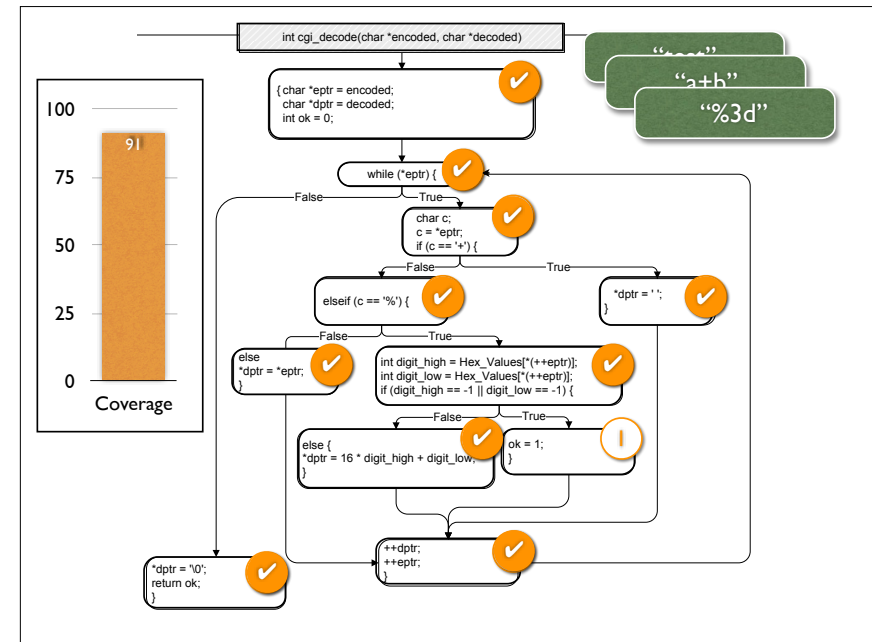 int cgi_decode(char *encoded, char *decoded)
“test”
“a+b”
“%3d”
{ char *eptr = encoded;
char *dptr = decoded;
int ok = 0;
100
75
50
25
0
91
Coverage
while (*eptr) {
False
True
char c;
c = *eptr;
if (c == '+') {
False
True
elseif (c == '%') {
*dptr = ' ';
}
False
True
else
*dptr = *eptr;
}
int digit_high = Hex_Values[*(++eptr)];
int digit_low = Hex_Values[*(++eptr)];
if (digit_high == -1 || digit_low == -1) {
False
True
else {
*dptr = 16 * digit_high + digit_low;
}
ok = 1;
}
1
++dptr;
++eptr;
}
*dptr = '\0';
return ok;
}